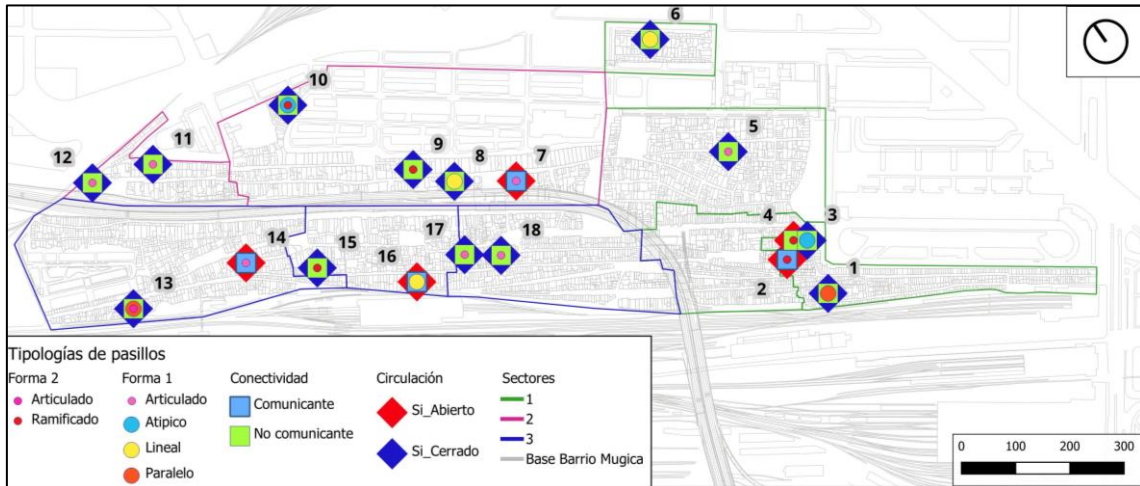 6
10
5
11
12
9
8
7
4
3
17
18
14
15
16
1
2
13
Tipologías de pasillos
Forma 2
Articulado
Ramificado
Forma 1
Articulado
Atipico
Lineal
Paralelo
Conectividad
Comunicante
No comunicante
Circulación
Si_Abierto
Si_Cerrado
Sectores
1
2
3
Base Barrio Mugica
0 100 200 300